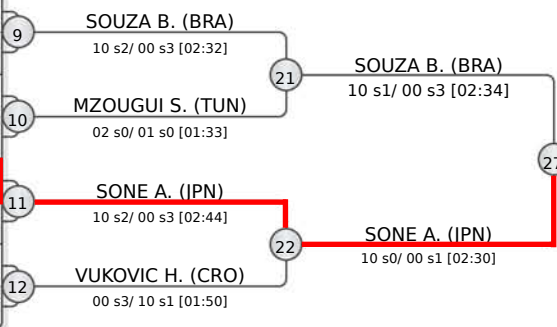 9
SOUZA B. (BRA)
10 s2/ 00 s3 [02:32]
21
SOUZA B. (BRA)
10 s1/ 00 s3 [02:34]
10
MZOUGUI S. (TUN)
02 s0/ 01 s0 [01:33]
27
11
SONE A. (JPN)
10 s2/ 00 s3 [02:44]
22
SONE A. (JPN)
10 s0/ 00 s1 [02:30]
12
VUKOVIC H. (CRO)
00 s3/ 10 s1 [01:50]